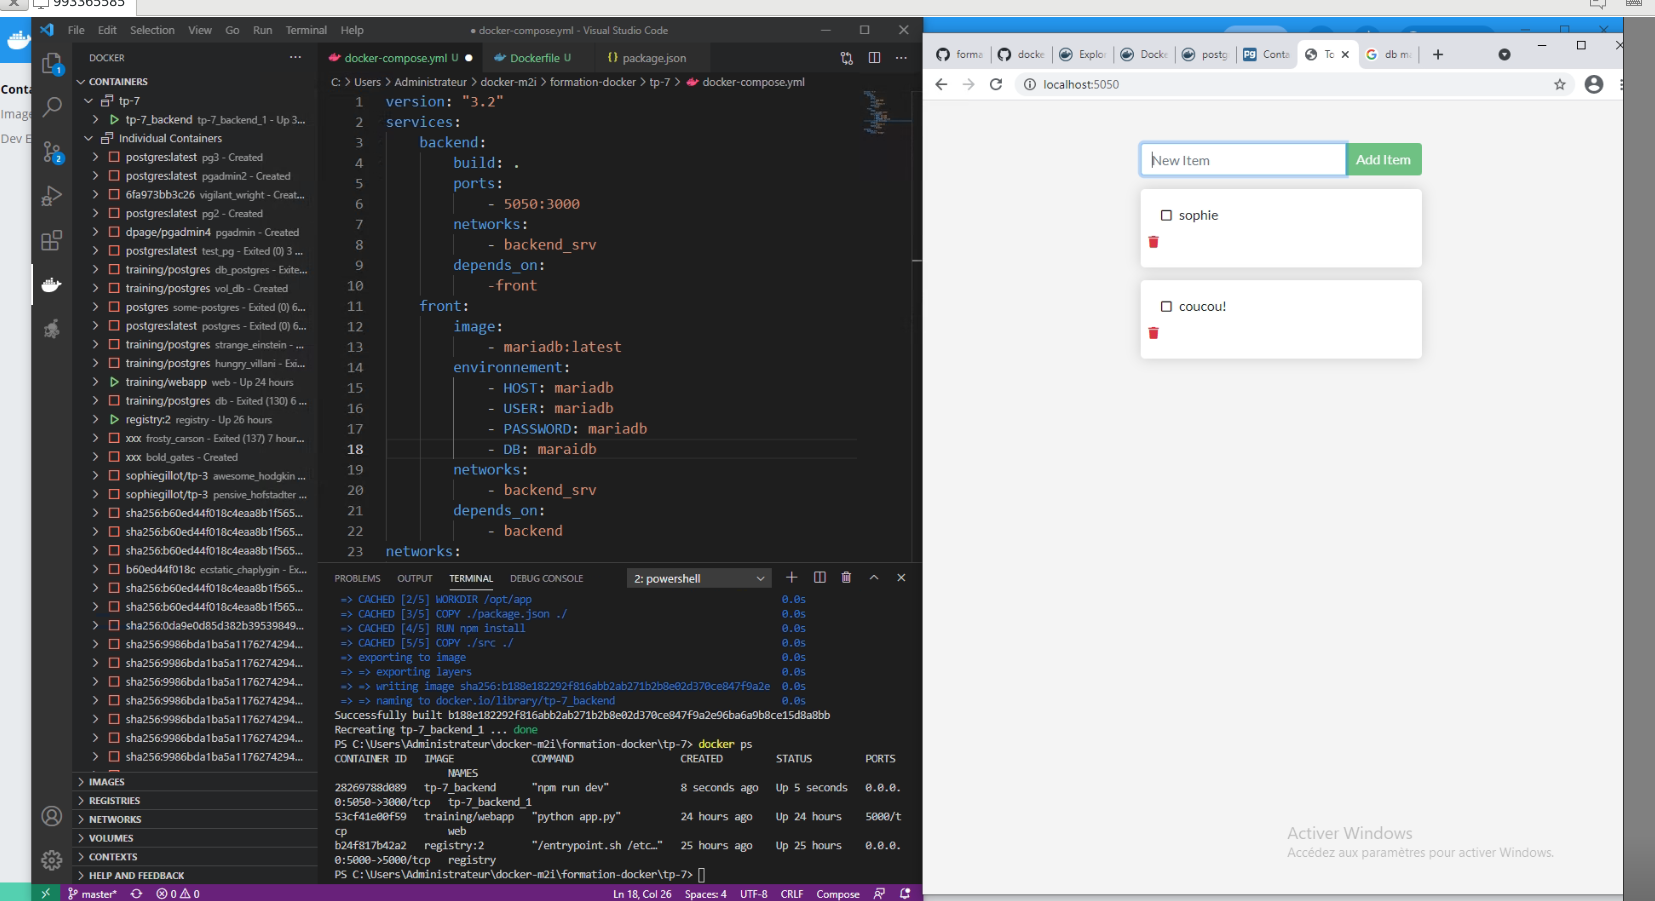 993365585
File Edit Selection View Go Run Terminal Help
● docker-compose.yml - Visual Studio Code
DOCKER
CONTAINERS
tp-7
tp-7_backend tp-7_backend_1 - Up 3...
Individual Containers
postgres:latest pg3 - Created
postgres:latest pgadmin2 - Created
6fa973bb3c26 vigilant_wright - Creat...
postgres:latest pg2 - Created
dpage/pgadmin4 pgadmin - Created
postgres:latest test_pg - Exited (0) 3 ...
training/postgres db_postgres - Exite...
training/postgres vol_db - Created
postgres some-postgres - Exited (0) 6...
postgres:latest postgres - Exited (0) 6...
training/postgres strange_einstein - ...
training/postgres hungry_villani - Exi...
training/webapp web - Up 24 hours
training/postgres db - Exited (130) 6 ...
registry:2 registry - Up 26 hours
xxx frosty_carson - Exited (137) 7 hour...
xxx bold_gates - Created
sophiegillot/tp-3 awesome_hodgkin ...
sophiegillot/tp-3 pensive_hofstadter ...
sha256:b60ed44f018c4eaa8b1f565...
sha256:b60ed44f018c4eaa8b1f565...
sha256:b60ed44f018c4eaa8b1f565...
b60ed44f018c ecstatic_chaplygin - Ex...
sha256:b60ed44f018c4eaa8b1f565...
sha256:b60ed44f018c4eaa8b1f565...
sha256:0da9e0d85d382b39539849...
sha256:9986bda1ba5a1176274294...
sha256:9986bda1ba5a1176274294...
sha256:9986bda1ba5a1176274294...
sha256:9986bda1ba5a1176274294...
sha256:9986bda1ba5a1176274294...
sha256:9986bda1ba5a1176274294...
sha256:9986bda1ba5a1176274294...
IMAGES
REGISTRIES
NETWORKS
VOLUMES
CONTEXTS
HELP AND FEEDBACK
docker-compose.yml U ● Dockerfile U {} package.json
C: > Users > Administrateur > docker-m2i > formation-docker > tp-7 > docker-compose.yml
1 version: "3.2"
2 services:
3 backend:
4 build: .
5 ports:
6 - 5050:3000
7 networks:
8 - backend_srv
9 depends_on:
10 -front
11 front:
12 image:
13 - mariadb:latest
14 environnement:
15 - HOST: mariadb
16 - USER: mariadb
17 - PASSWORD: mariadb
18 - DB: maraidb
19 networks:
20 - backend_srv
21 depends_on:
22 - backend
23 networks:
PROBLEMS OUTPUT TERMINAL DEBUG CONSOLE 2: powershell
=> CACHED [2/5] WORKDIR /opt/app 0.0s
=> CACHED [3/5] COPY ./package.json ./ 0.0s
=> CACHED [4/5] RUN npm install 0.0s
=> CACHED [5/5] COPY ./src ./ 0.0s
=> exporting to image 0.0s
=> => exporting layers 0.0s
=> => writing image sha256:b188e182292f816abb2ab271b2b8e02d370ce847f9a2e 0.0s
=> => naming to docker.io/library/tp-7_backend 0.0s
Successfully built b188e182292f816abb2ab271b2b8e02d370ce847f9a2e96ba6a9b8ce15d8a8bb
Recreating tp-7_backend_1 ... done
PS C:\Users\Administrateur\docker-m2i\formation-docker\tp-7> docker ps
CONTAINER ID IMAGE COMMAND CREATED STATUS PORTS
NAMES
28269788d089 tp-7_backend "npm run dev" 8 seconds ago Up 5 seconds 0.0.0.
0:5050->3000/tcp tp-7_backend_1
53cf41e00f59 training/webapp "python app.py" 24 hours ago Up 24 hours 5000/t
cp web
b24f817b42a2 registry:2 "/entrypoint.sh /etc…" 25 hours ago Up 25 hours 0.0.0.
0:5000->5000/tcp registry
PS C:\Users\Administrateur\docker-m2i\formation-docker\tp-7>
master* 0 0 Ln 18, Col 26 Spaces: 4 UTF-8 CRLF Compose
forma docke Explo Docke postg Conta To db m
localhost:5050
New Item Add Item
sophie
coucou!
Activer Windows
Accédez aux paramètres pour activer Windows.
Conta
Image
Dev E